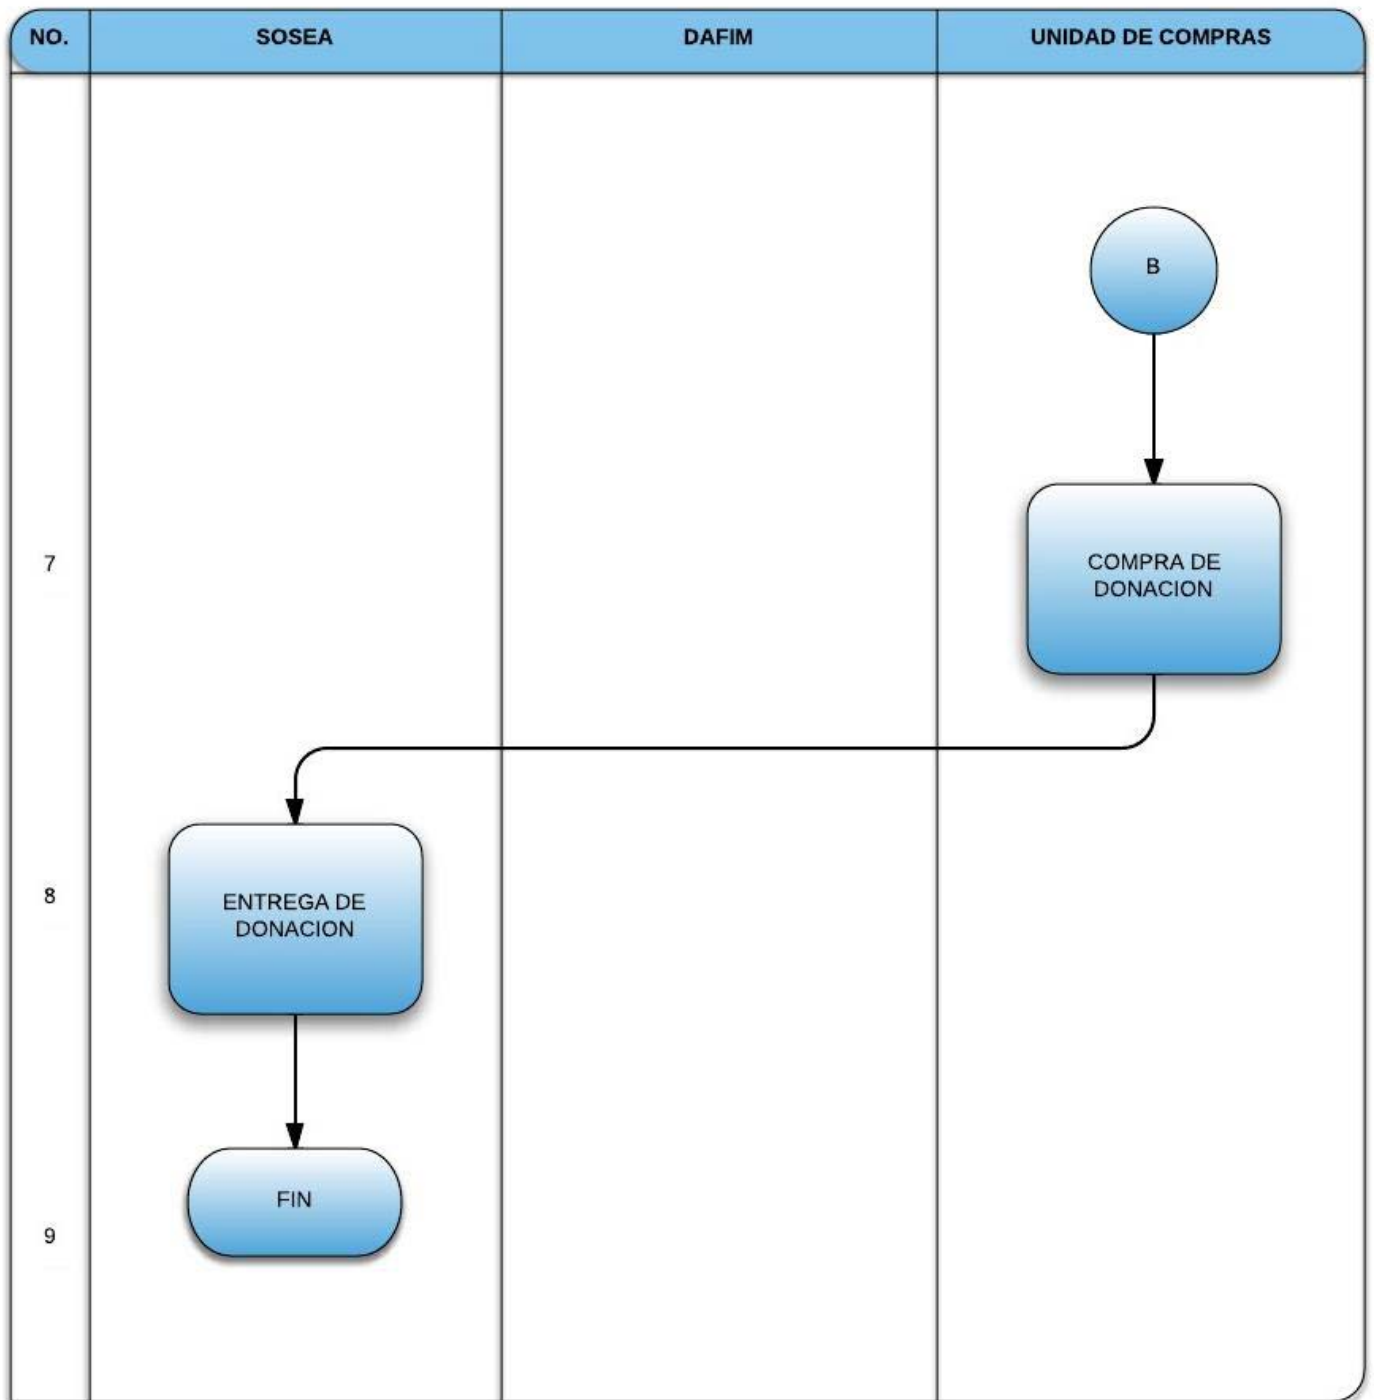 NO. SOSEA DAFIM UNIDAD DE COMPRAS
B
7
COMPRA DE
DONACION
8
ENTREGA DE
DONACION
FIN
9